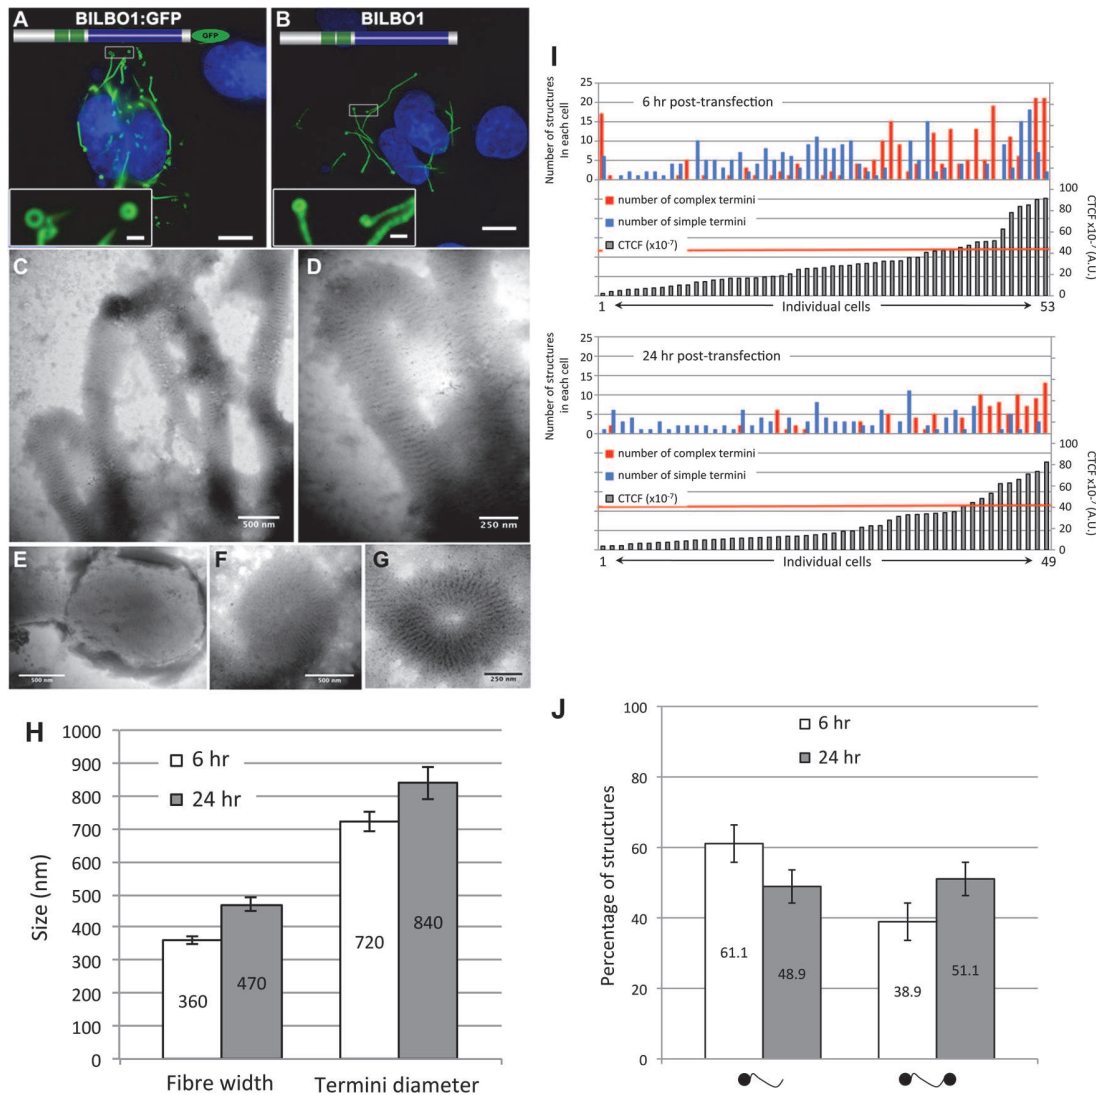 A
BILBO1:GFP
GFP
B
BILBO1
C
500 nm
D
250 nm
E
500 nm
F
500 nm
G
250 nm
H
1000
900
800
700
600
500
400
300
200
100
0
Size (nm)
6 hr
24 hr
360
470
720
840
Fibre width
Termini diameter
I
6 hr post-transfection
Number of structures
In each cell
25
20
15
10
5
0
number of complex termini
number of simple termini
CTCF (x10-7)
100
80
60
40
20
0
CTCF x10-7 (A.U.)
1
Individual cells
53
24 hr post-transfection
Number of structures
in each cell
25
20
15
10
5
0
number of complex termini
number of simple termini
CTCF (x10-7)
100
80
60
40
20
0
CTCF x10-7 (A.U.)
1
Individual cells
49
J
100
80
60
40
20
0
Percentage of structures
6 hr
24 hr
61.1
48.9
38.9
51.1